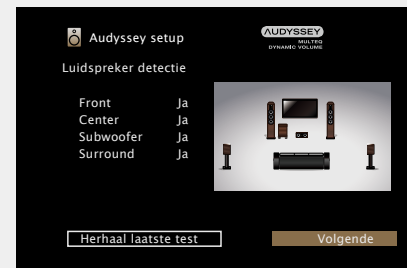 Audyssey setup
AUDYSSEY
MULTEQ
DYNAMIC VOLUME
Luidspreker detectie
Front Ja
Center Ja
Subwoofer Ja
Surround Ja
Herhaal laatste test
Volgende